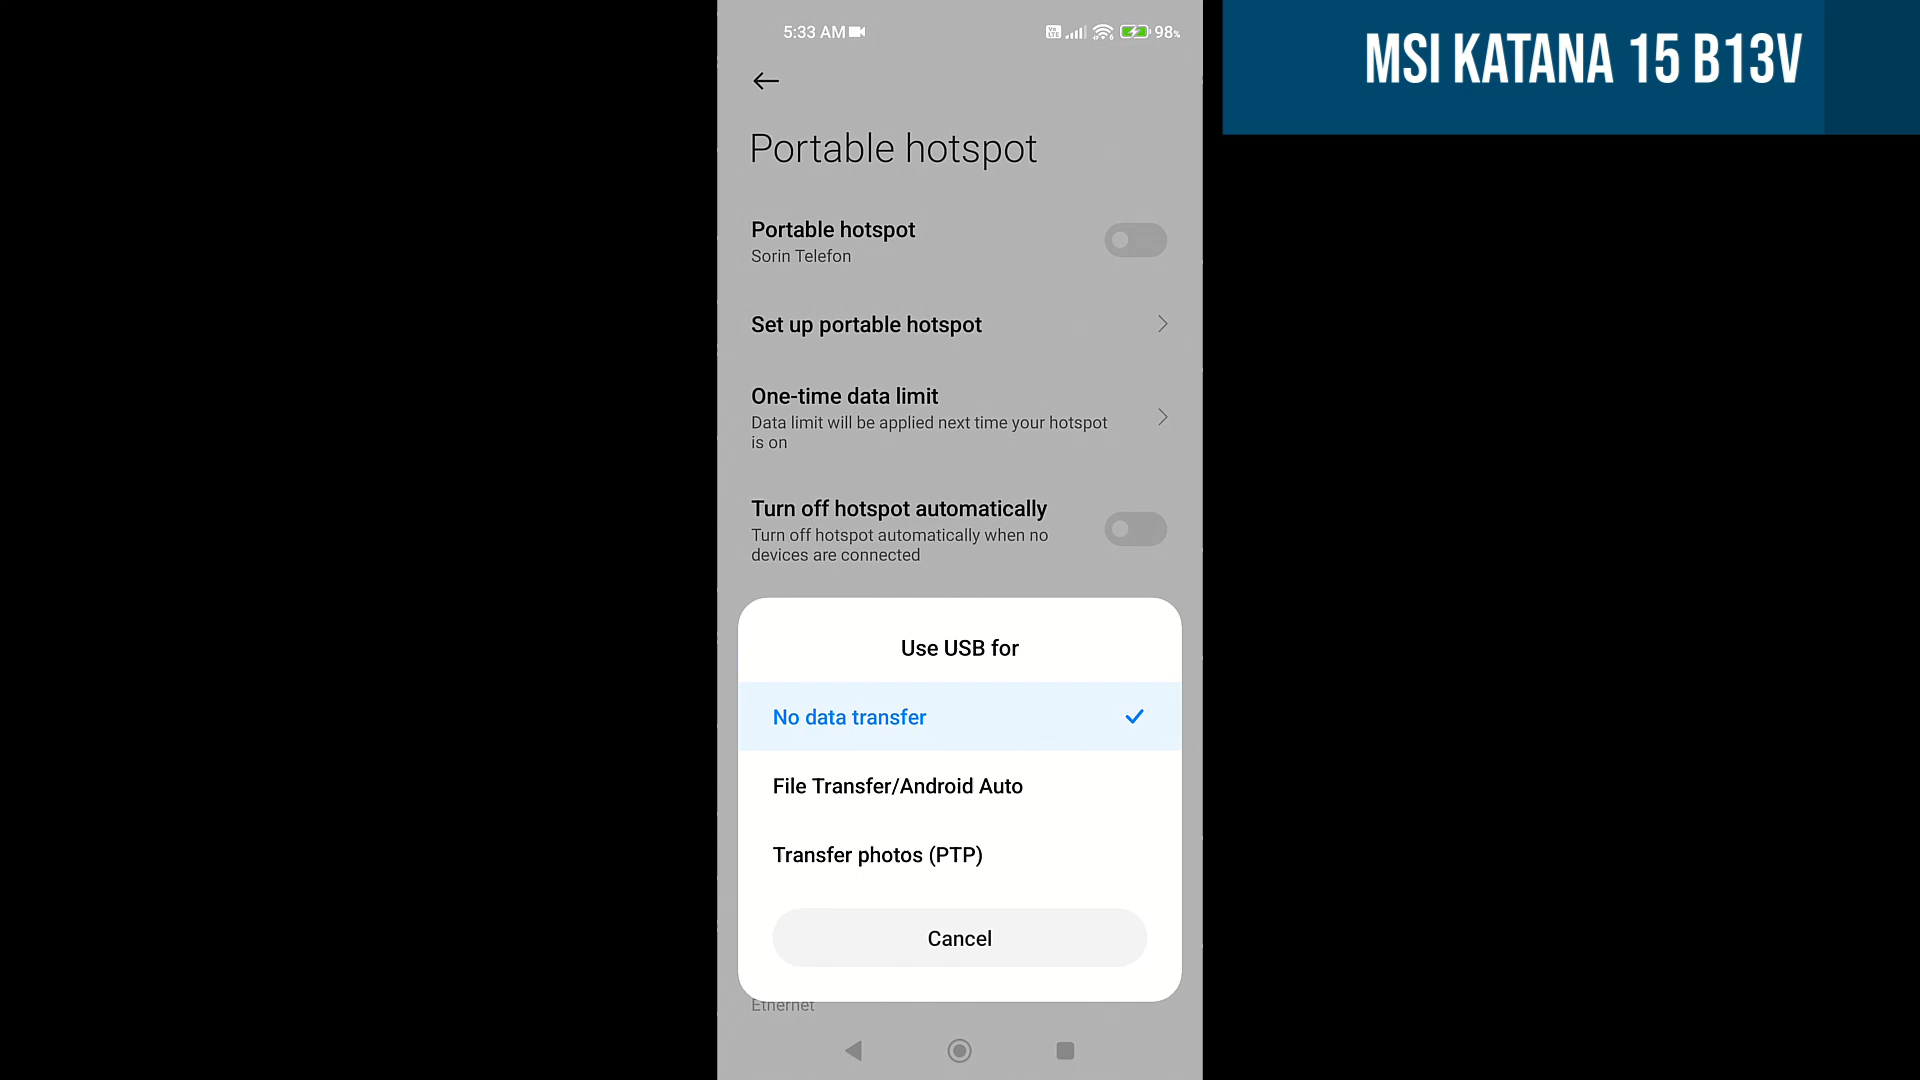 5:33 AM
98%
MSI KATANA 15 B13V
Portable hotspot
Portable hotspot
Sorin Telefon
Set up portable hotspot
One-time data limit
Data limit will be applied next time your hotspot
is on
Turn off hotspot automatically
Turn off hotspot automatically when no
devices are connected
Use USB for
No data transfer
File Transfer/Android Auto
Transfer photos (PTP)
Cancel
Ethernet